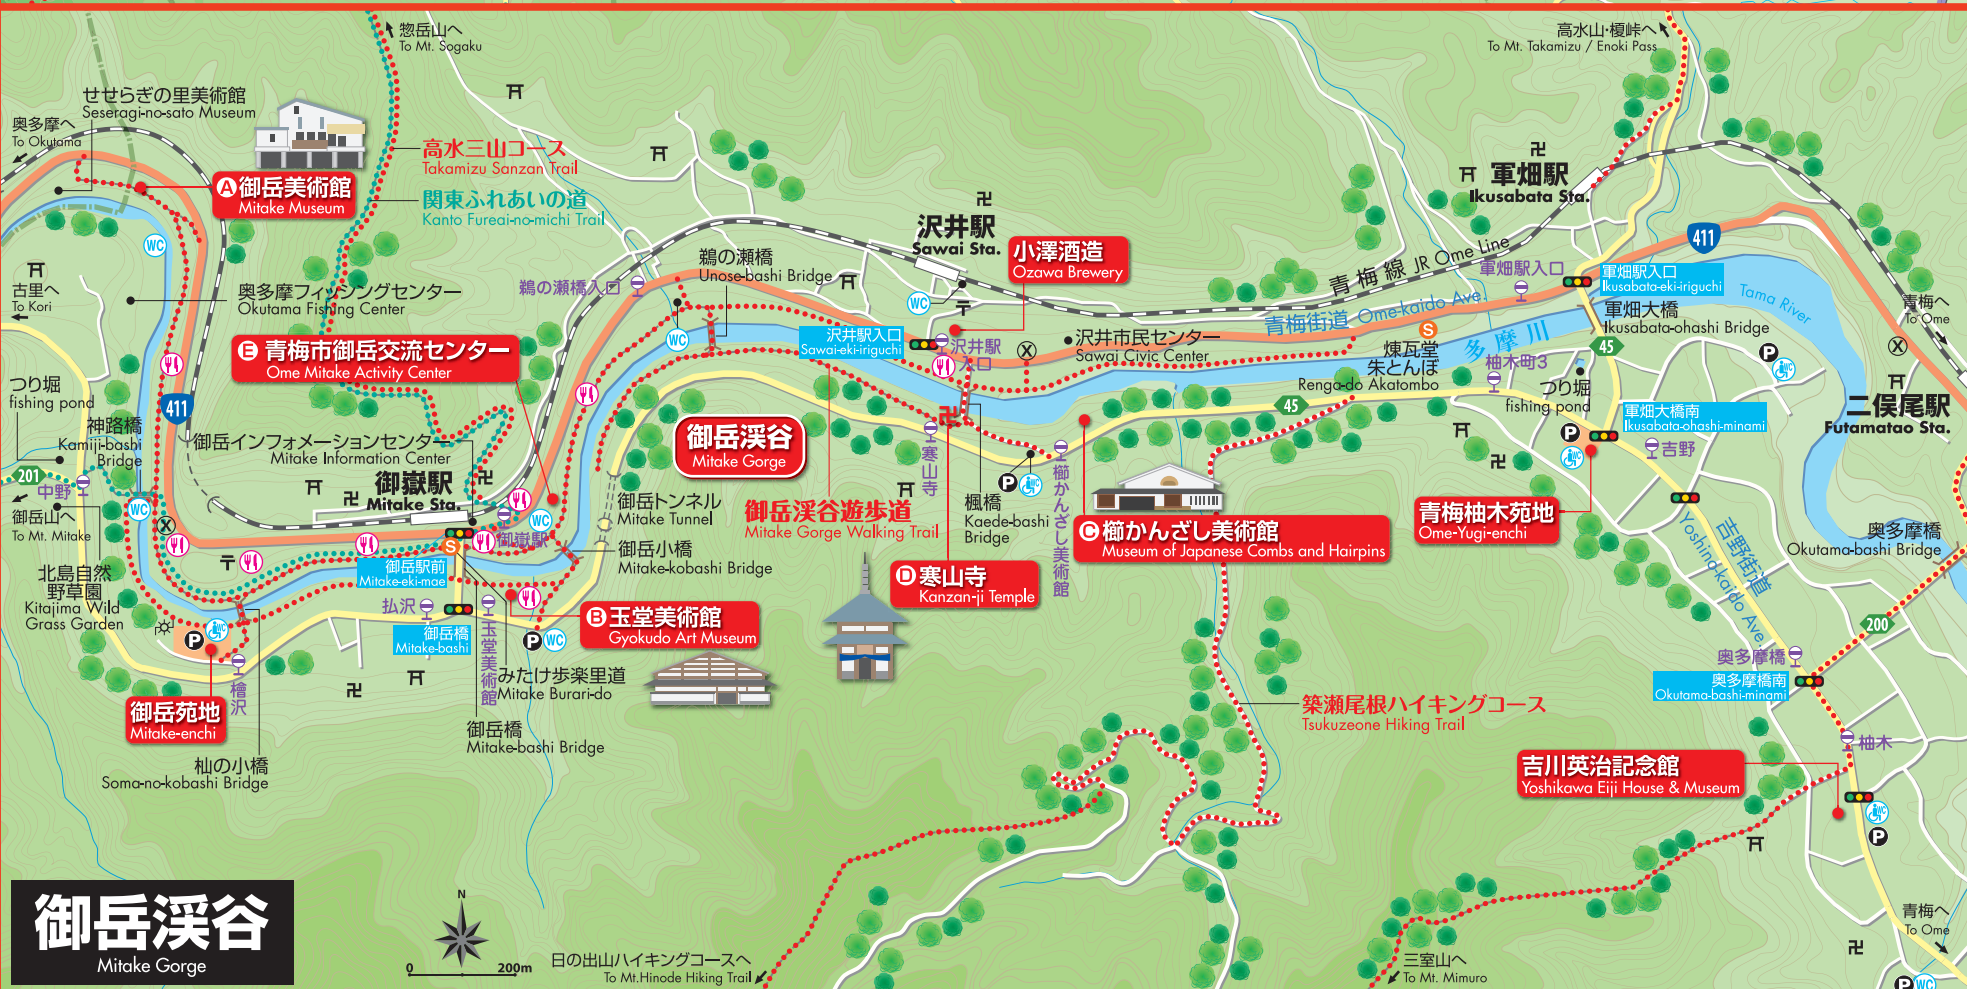 惣岳山へ
To Mt. Sogaku
高水山・榎峠へ
To Mt. Takamizu / Enoki Pass
せせらぎの里美術館
Seseragi-no-sato Museum
奥多摩へ
To Okutama
A 御岳美術館
Mitake Museum
高水三山コース
Takamizu Sanzan Trail
関東ふれあいの道
Kanto Fureai-no-michi Trail
WC
古里へ
To Kori
奥多摩フィッシングセンター
Okutama Fishing Center
鵜の瀬橋入口
鵜の瀬橋
Unose-bashi Bridge
沢井駅
Sawai Sta.
小澤酒造
Ozawa Brewery
WC
軍畑駅
Ikusabata Sta.
青梅線 JR Ome Line
青梅街道 Ome-kaido Ave.
411
軍畑駅入口
軍畑駅入口
Ikusabata-eki-iriguchi
軍畑大橋
Ikusabata-ohashi Bridge
Tama River
多摩川
青梅へ
To Ome
E 青梅市御岳交流センター
Ome Mitake Activity Center
WC
沢井駅入口
Sawai-eki-iriguchi
沢井駅
入口
X
沢井市民センター
Sawai Civic Center
S
煉瓦堂
朱とんぼ
Renga-do Akatombo
柚木町3
45
つり堀
fishing pond
P
X
二俣尾駅
Futamatao Sta.
つり堀
fishing pond
411
神路橋
Kamiji-bashi
Bridge
御岳インフォメーションセンター
Mitake Information Center
御嶽駅
Mitake Sta.
御岳渓谷
Mitake Gorge
45
軍畑大橋南
Ikusabata-ohashi-minami
P
WC
吉野
201
中野
御岳山へ
To Mt. Mitake
WC
X
御嶽駅
WC
御岳トンネル
Mitake Tunnel
御岳小橋
Mitake-kobashi Bridge
御岳渓谷遊歩道
Mitake Gorge Walking Trail
寒山寺
P
WC
楓橋
Kaede-bashi
Bridge
櫛かんざし美術館
C 櫛かんざし美術館
Museum of Japanese Combs and Hairpins
青梅柚木苑地
Ome-Yugi-enchi
吉野街道
Yoshino-kaido Ave.
奥多摩橋
Okutama-bashi Bridge
北島自然
野草園
Kitajima Wild
Grass Garden
S
御岳駅前
Mitake-eki-mae
払沢
御岳橋
Mitake-bashi
玉堂美術館
B 玉堂美術館
Gyokudo Art Museum
P
WC
D 寒山寺
Kanzan-ji Temple
200
P
WC
檜沢
御岳苑地
Mitake-enchi
杣の小橋
Soma-no-kobashi Bridge
みたけ歩楽里道
Mitake Burari-do
御岳橋
Mitake-bashi Bridge
築瀬尾根ハイキングコース
Tsukuzeone Hiking Trail
奥多摩橋
奥多摩橋南
Okutama-bashi-minami
柚木
吉川英治記念館
Yoshikawa Eiji House & Museum
WC
P
御岳渓谷
Mitake Gorge
N
0 200m
日の出山ハイキングコースへ
To Mt.Hinode Hiking Trail
三室山へ
To Mt. Mimuro
青梅へ
To Ome
P
WC